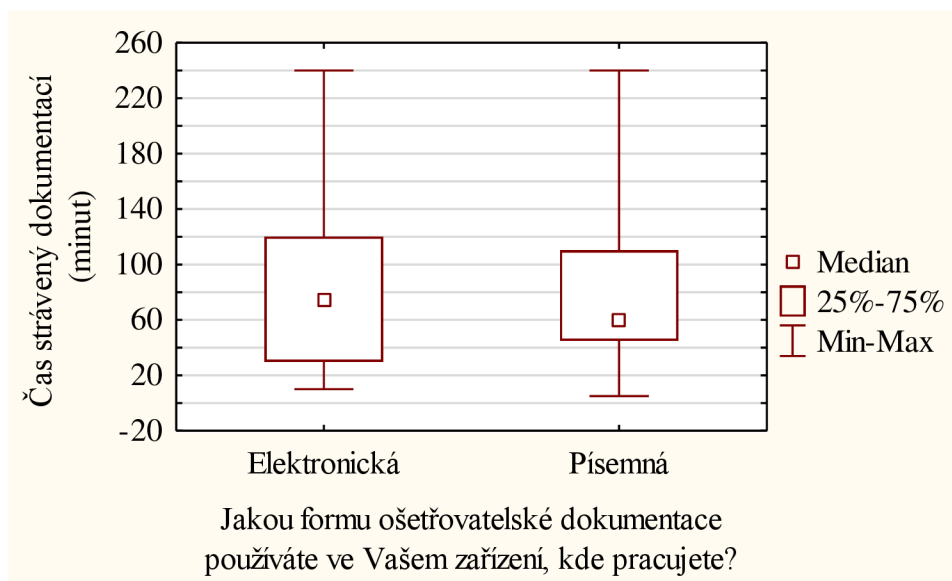 Čas strávený dokumentací
(minut)
260
220
180
140
100
60
20
-20
Elektronická
Písemná
Jakou formu ošetřovatelské dokumentace
používáte ve Vašem zařízení, kde pracujete?
Median
25%-75%
Min-Max